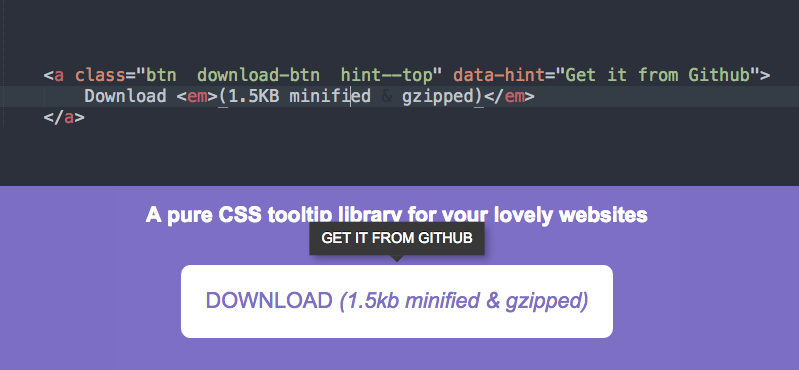 <a class="btn  download-btn  hint--top" data-hint="Get it from Github">
Download <em>(1.5KB minified & gzipped)</em>
</a>
A pure CSS tooltip library for your lovely websites
GET IT FROM GITHUB
DOWNLOAD (1.5kb minified & gzipped)